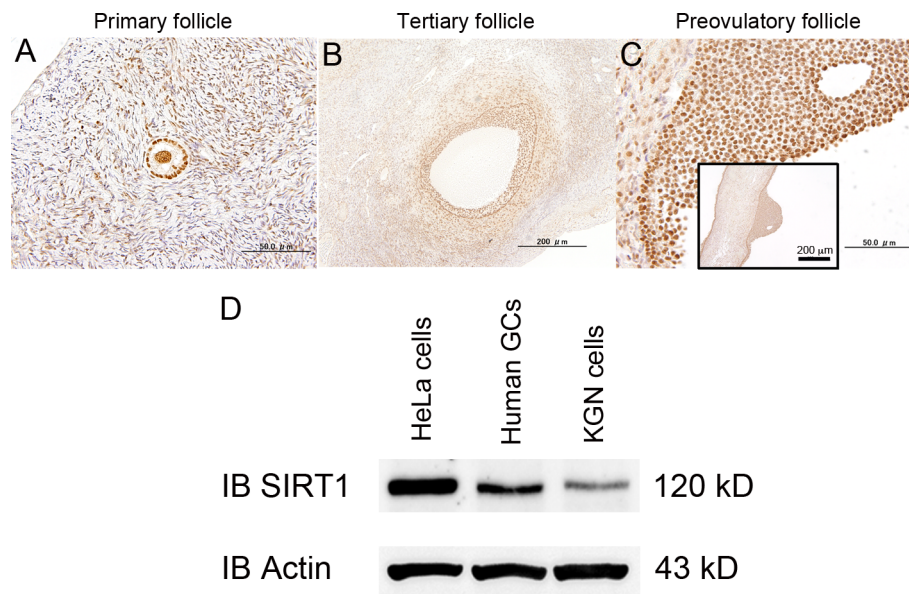 Primary follicle
Tertiary follicle
Preovulatory follicle
A
B
C
50.0 μm
200 μm
200 μm
50.0 μm
D
HeLa cells
Human GCs
KGN cells
IB SIRT1
120 kD
IB Actin
43 kD